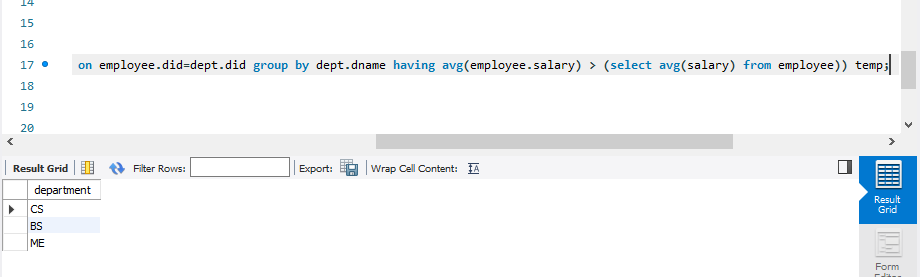 14
15
16
17 on employee.did=dept.did group by dept.dname having avg(employee.salary) > (select avg(salary) from employee)) temp;
18
19
20
Result Grid Filter Rows: Export: Wrap Cell Content: IA
department
CS
BS
ME
Result
Grid
Form
Editor